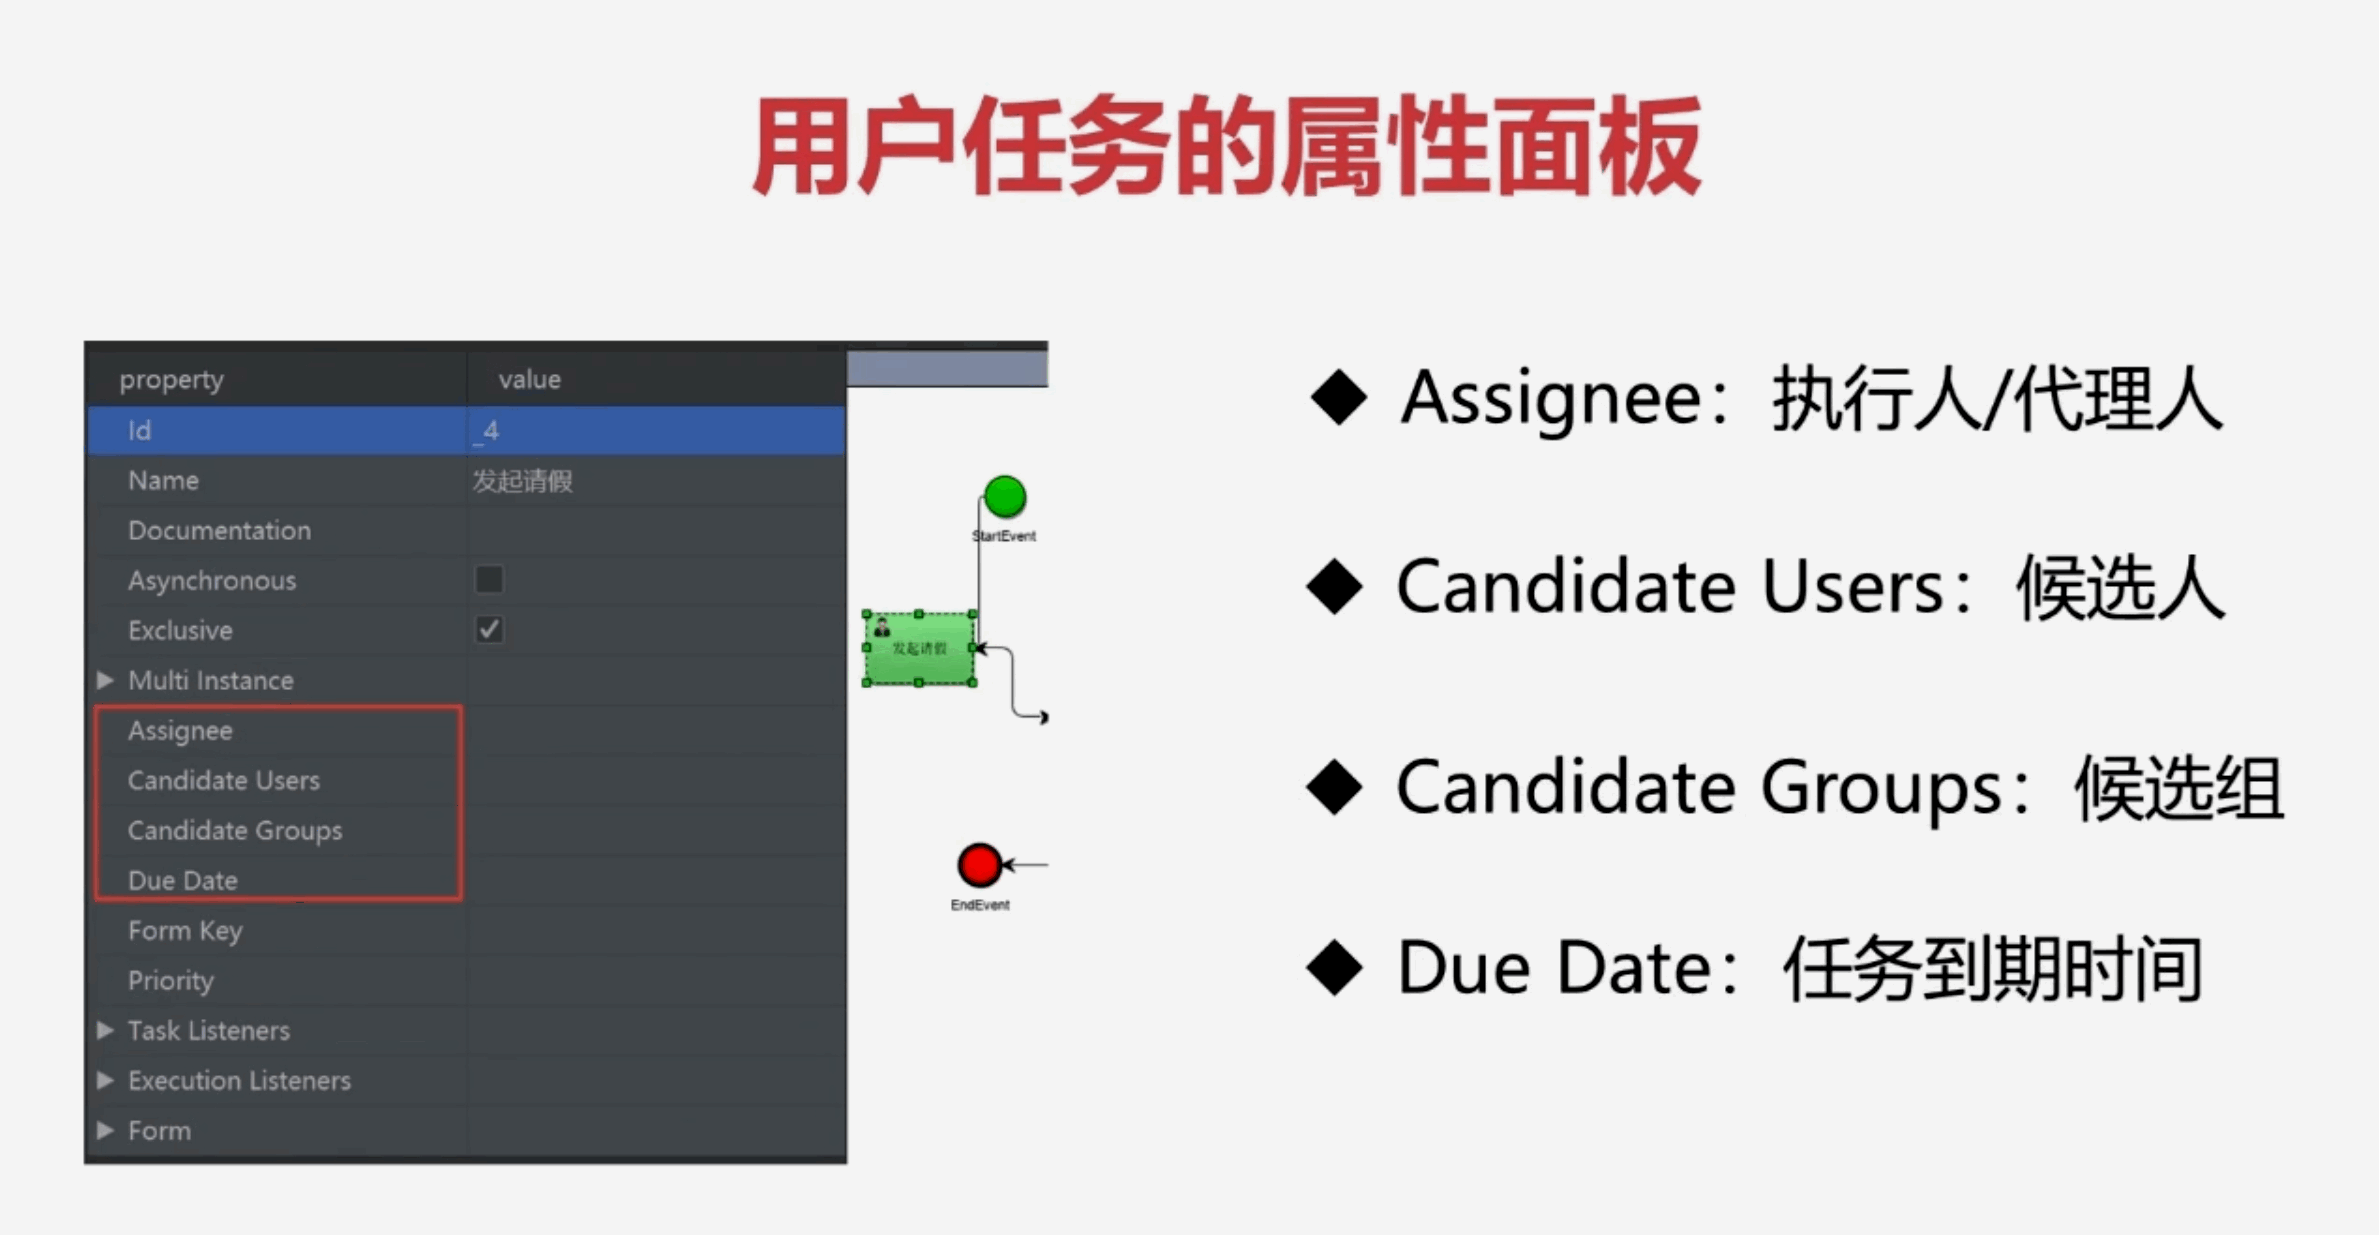 用户任务的属性面板
property value
Id _4
Name 发起请假
Documentation
Asynchronous
Exclusive
Multi Instance
Assignee
Candidate Users
Candidate Groups
Due Date
Form Key
Priority
Task Listeners
Execution Listeners
Form
StartEvent
发起请假
EndEvent
Assignee：执行人/代理人
Candidate Users：候选人
Candidate Groups：候选组
Due Date：任务到期时间